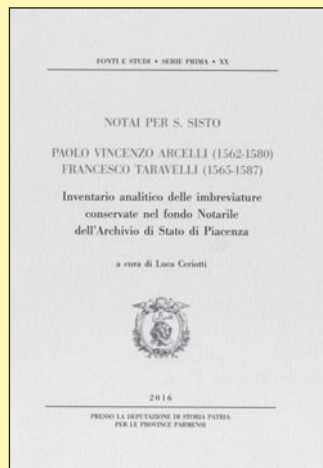 FONTI E STUDI • SERIE PRIMA • XX
NOTAI PER S. SISTO
PAOLO VINCENZO ARCELLI (1562-1580)
FRANCESCO TARAVELLI (1565-1587)
Inventario analitico delle imbreviature
conservate nel fondo Notarile
dell'Archivio di Stato di Piacenza
a cura di Luca Ceriotti
2016
PRESSO LA DEPUTAZIONE DI STORIA PATRIA
PER LE PROVINCE PARMENSI